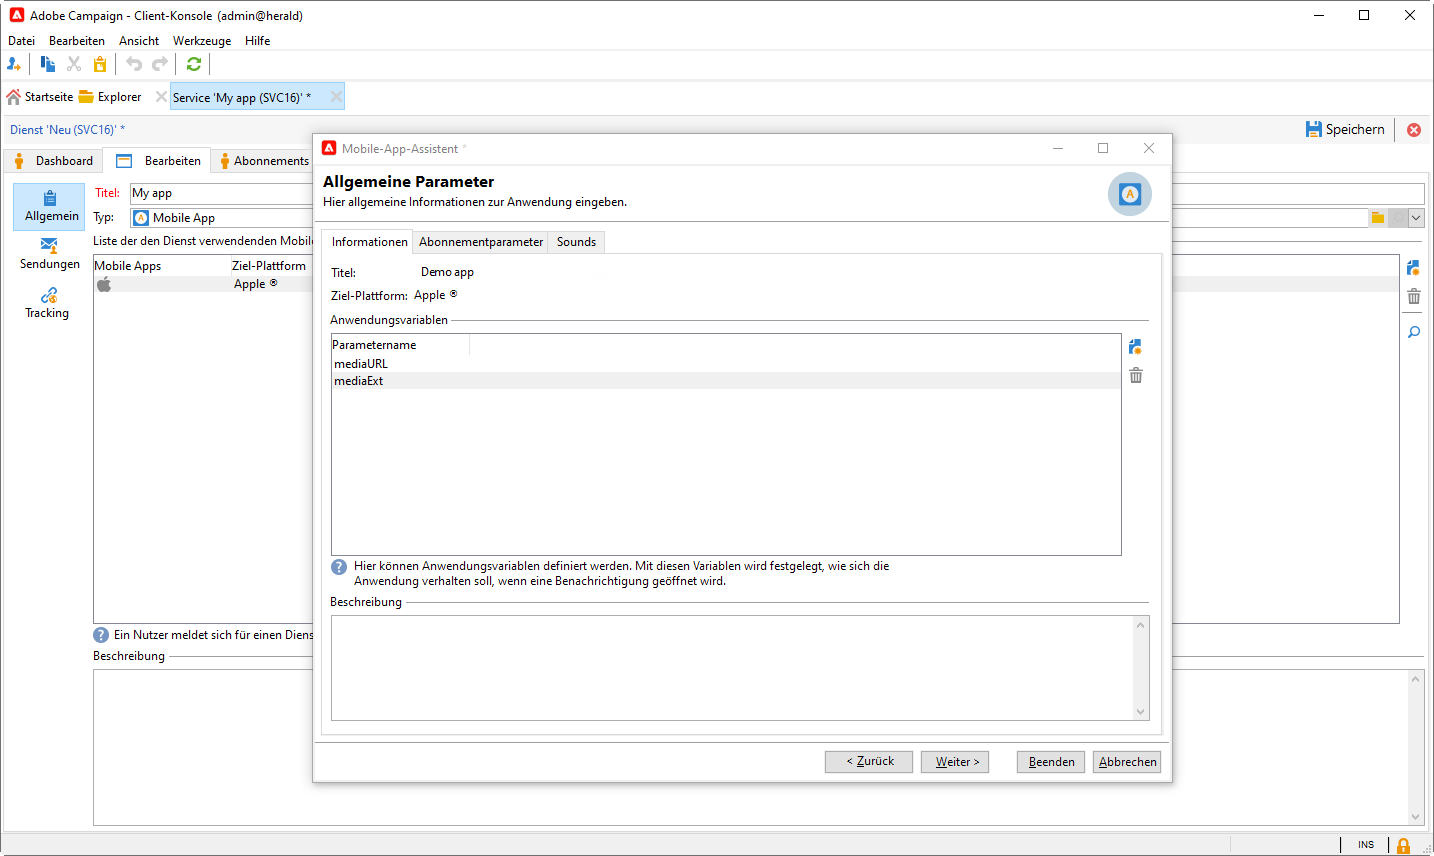 Adobe Campaign - Client-Konsole (admin@herald)
Datei Bearbeiten Ansicht Werkzeuge Hilfe
Startseite Explorer Service 'My app (SVC16)' *
Dienst 'Neu (SVC16)' *
Speichern
Dashboard Bearbeiten Abonnements
Allgemein
Sendungen
Tracking
Titel: My app
Typ: Mobile App
Liste der den Dienst verwendenden Mobil
Mobile Apps Ziel-Plattform
Apple ®
Ein Nutzer meldet sich für einen Diens
Beschreibung
Mobile-App-Assistent *
Allgemeine Parameter
Hier allgemeine Informationen zur Anwendung eingeben.
Informationen Abonnementparameter Sounds
Titel: Demo app
Ziel-Plattform: Apple ®
Anwendungsvariablen
Parametername
mediaURL
mediaExt
Hier können Anwendungsvariablen definiert werden. Mit diesen Variablen wird festgelegt, wie sich die
Anwendung verhalten soll, wenn eine Benachrichtigung geöffnet wird.
Beschreibung
< Zurück Weiter > Beenden Abbrechen
INS